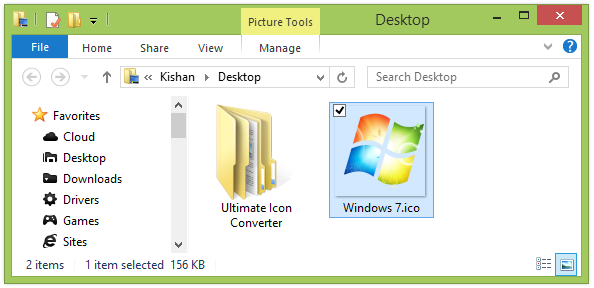 Picture Tools
Desktop
File
Home
Share
View
Manage
Kishan
Desktop
Search Desktop
Favorites
Cloud
Desktop
Downloads
Drivers
Games
Sites
Ultimate Icon
Converter
Windows 7.ico
2 items
1 item selected 156 KB